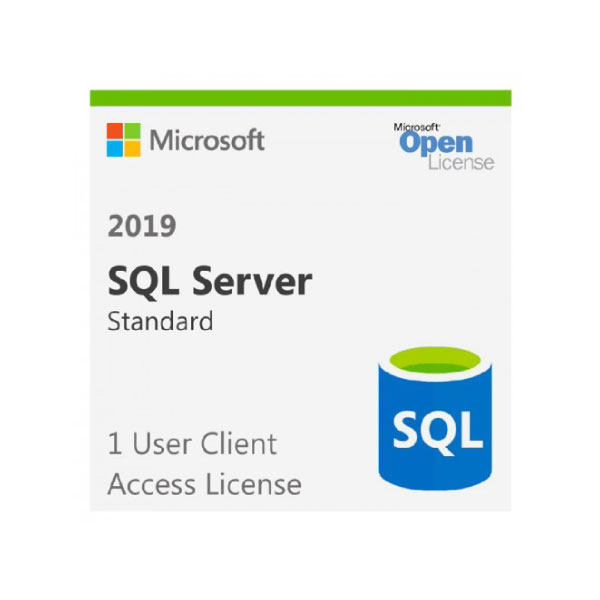 Microsoft
Microsoft
Open
License
2019
SQL Server
Standard
SQL
1 User Client
Access License